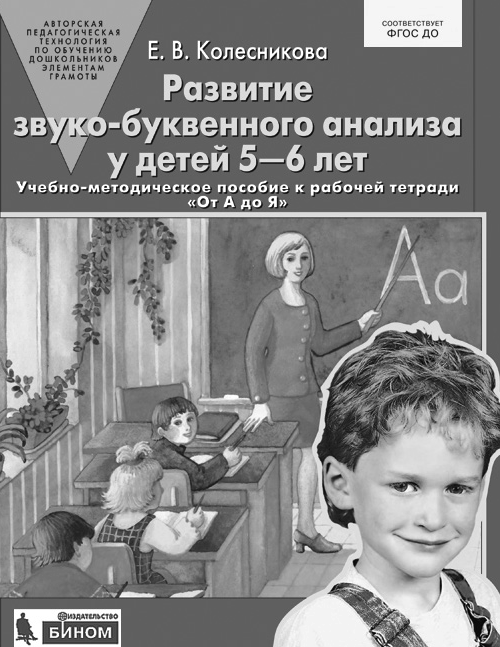 АВТОРСКАЯ
ПЕДАГОГИЧЕСКАЯ
ТЕХНОЛОГИЯ
ПО ОБУЧЕНИЮ
ДОШКОЛЬНИКОВ
ЭЛЕМЕНТАМ
ГРАМОТЫ
СООТВЕТСТВУЕТ
ФГОС ДО
Е. В. Колесникова
Развитие
звуко-буквенного анализа
у детей 5—6 лет
Учебно-методическое пособие к рабочей тетради
«От А до Я»
Аа
ИЗДАТЕЛЬСТВО
БИНОМ